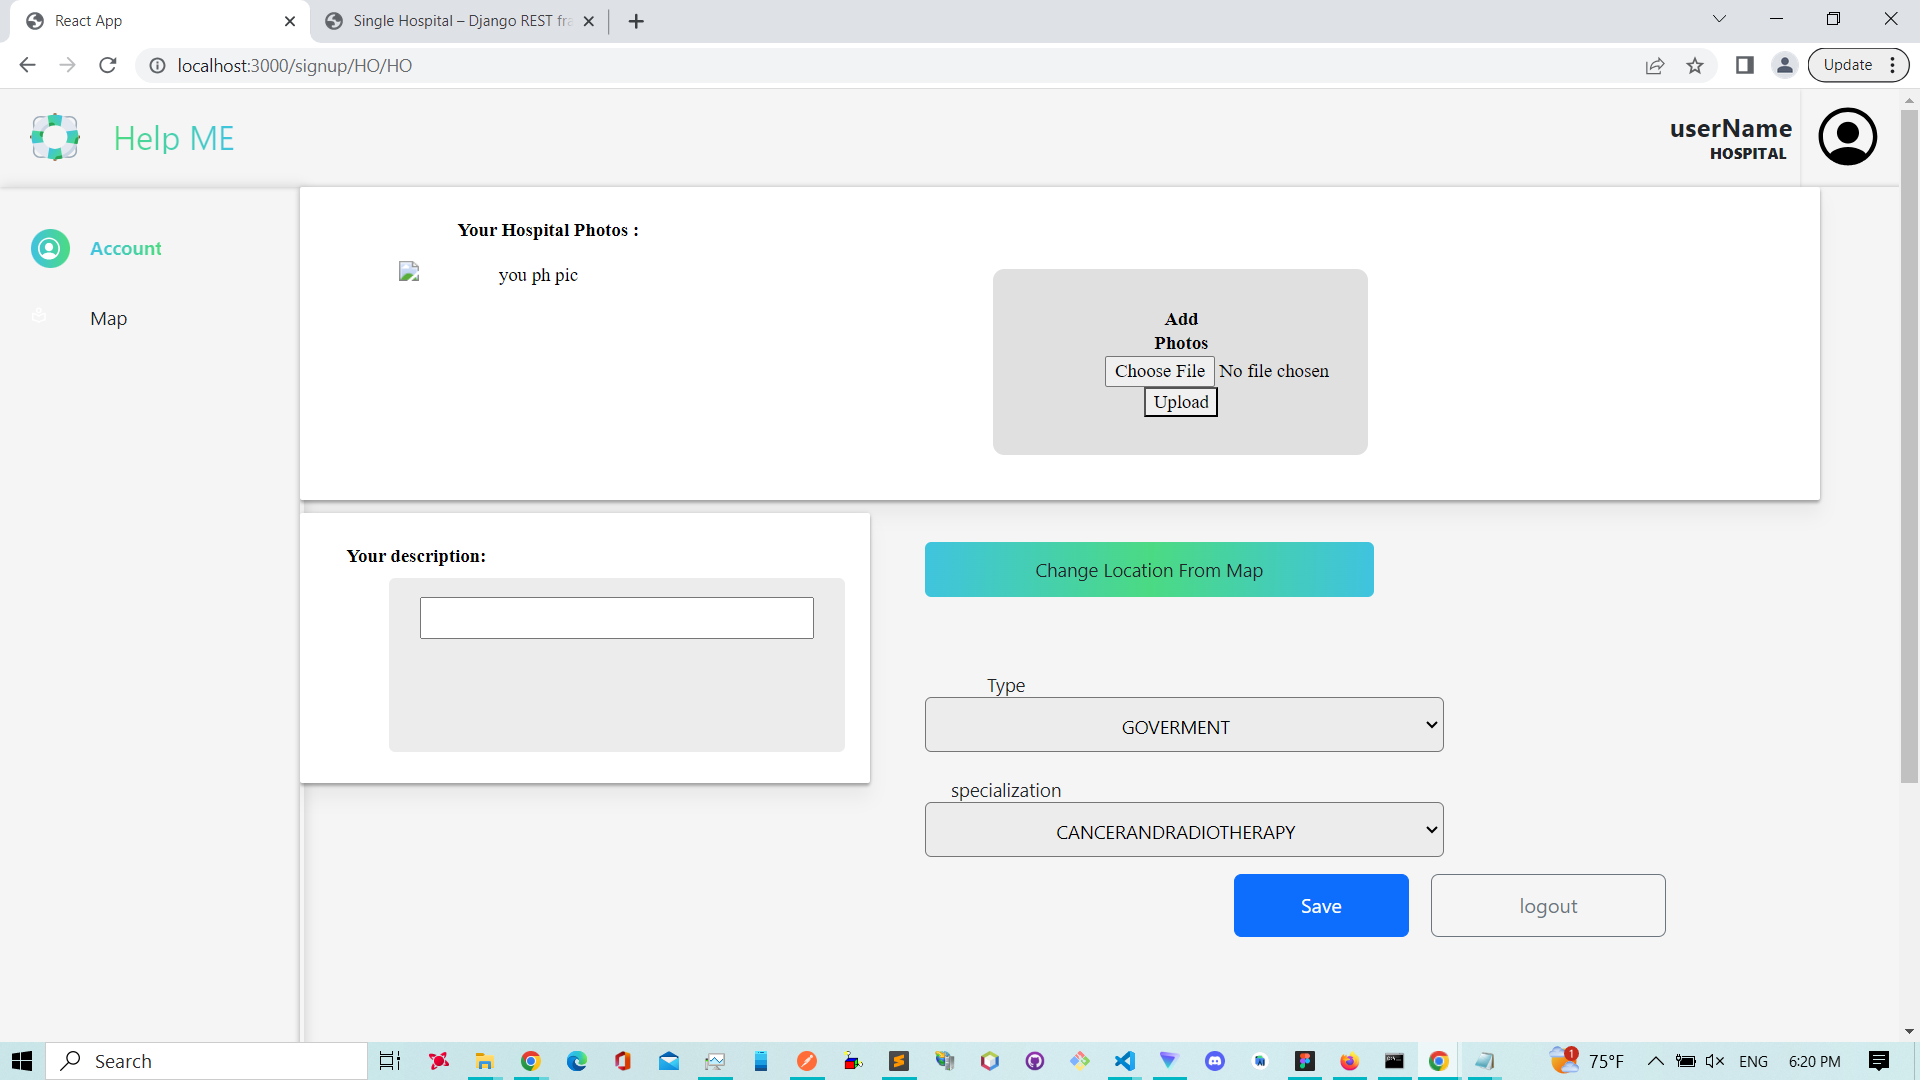 React App
Single Hospital – Django REST fra
localhost:3000/signup/HO/HO
Update
Help ME
userName
HOSPITAL
Account
Map
Your Hospital Photos :
you ph pic
Add
Photos
Choose File No file chosen
Upload
Your description:
Change Location From Map
Type
GOVERMENT
specialization
CANCERANDRADIOTHERAPY
Save
logout
Search
1
75°F
ENG
6:20 PM